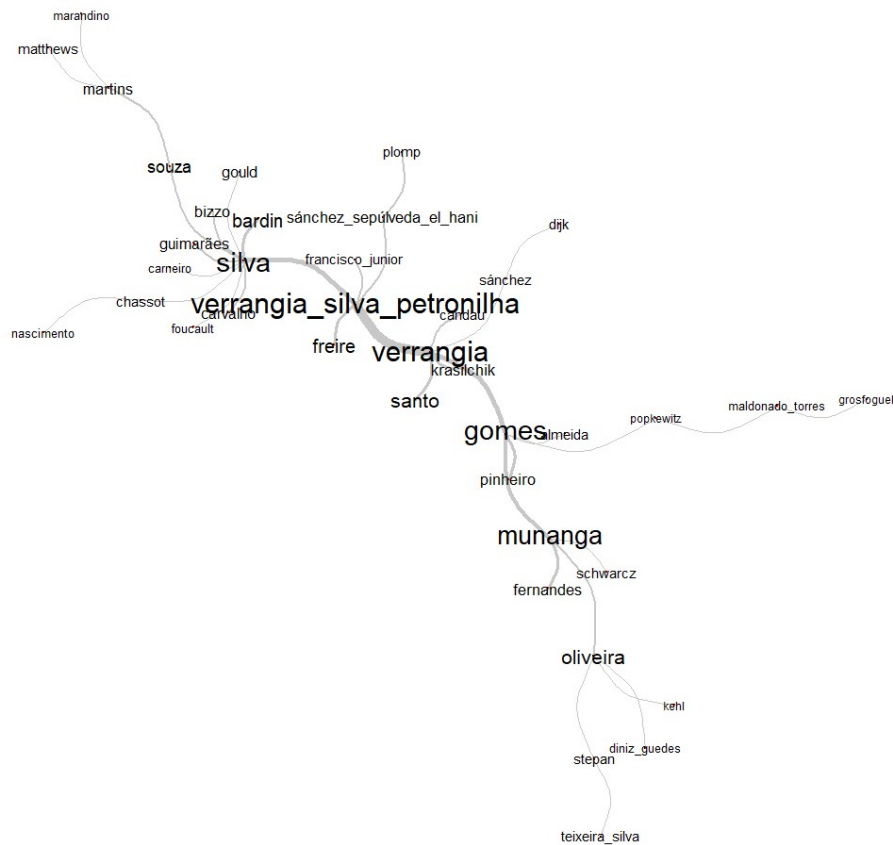 marandino
matthews
martins
souza
plomp
gould
bizzo
bardin
sánchez_sepúlveda_el_hani
dijk
guimarães
silva
francisco_junior
carneiro
sánchez
chassot
verrangia_silva_petronilha
carvalho
candau
nascimento
foucault
freire
verrangia
krasilchik
santo
grosfoguel
maldonado_torres
popkewitz
gomes
almeida
pinheiro
munanga
schwarcz
fernandes
oliveira
kehl
diniz_guedes
stepan
teixeira_silva